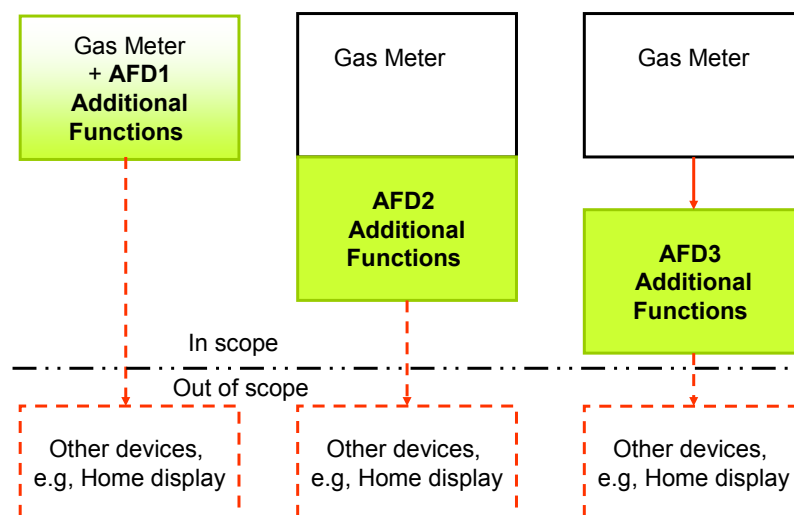 Gas Meter
+ AFD1
Additional
Functions
Gas Meter
AFD2
Additional
Functions
Gas Meter
AFD3
Additional
Functions
In scope
Out of scope
Other devices,
e.g, Home display
Other devices,
e.g, Home display
Other devices,
e.g, Home display